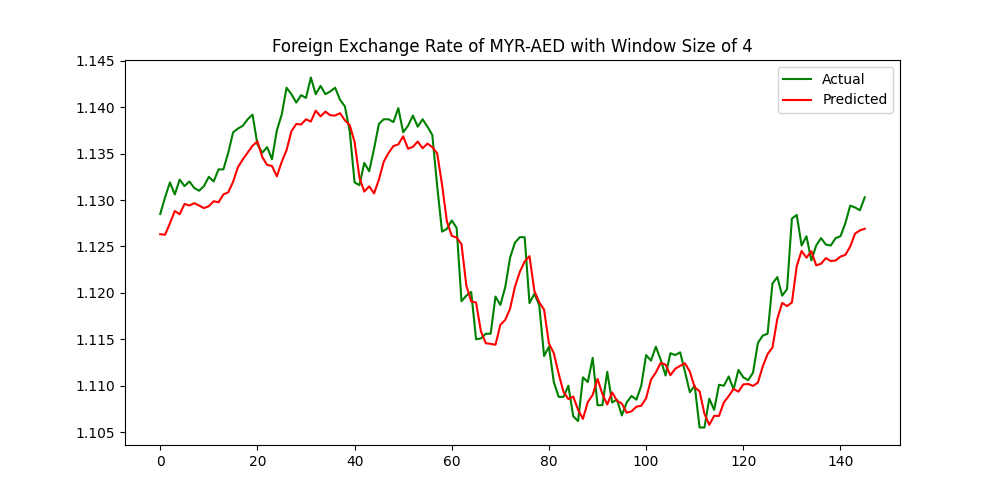 Foreign Exchange Rate of MYR-AED with Window Size of 4
Actual
Predicted
1.145
1.140
1.135
1.130
1.125
1.120
1.115
1.110
1.105
0 20 40 60 80 100 120 140